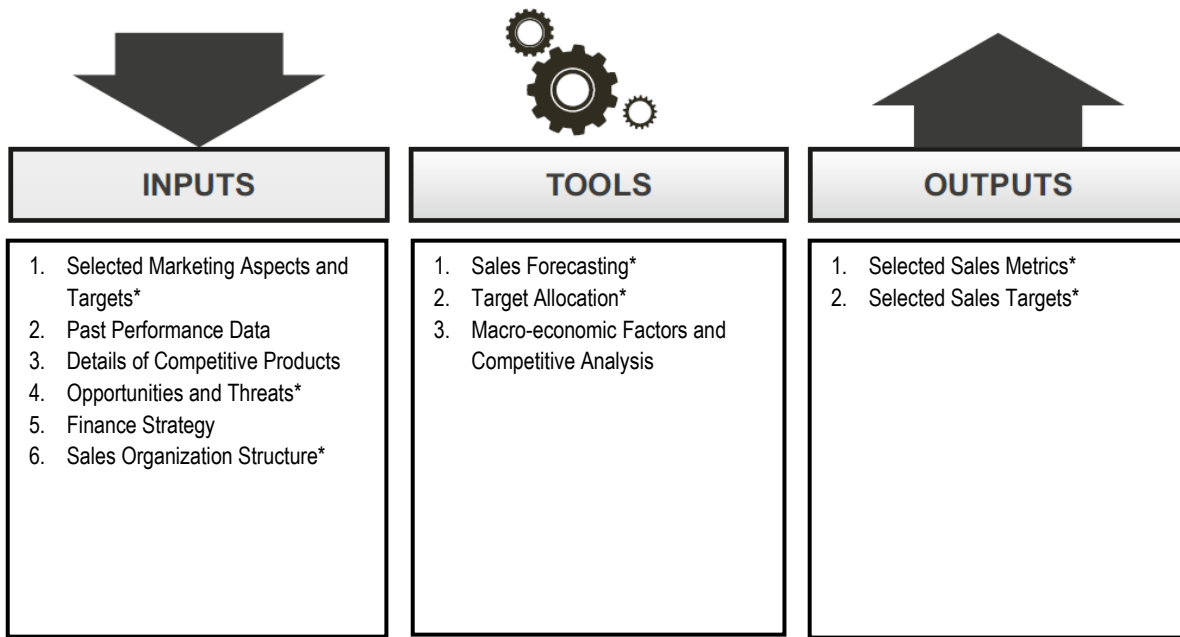 INPUTS
1. Selected Marketing Aspects and
Targets*
2. Past Performance Data
3. Details of Competitive Products
4. Opportunities and Threats*
5. Finance Strategy
6. Sales Organization Structure*
TOOLS
1. Sales Forecasting*
2. Target Allocation*
3. Macro-economic Factors and
Competitive Analysis
OUTPUTS
1. Selected Sales Metrics*
2. Selected Sales Targets*